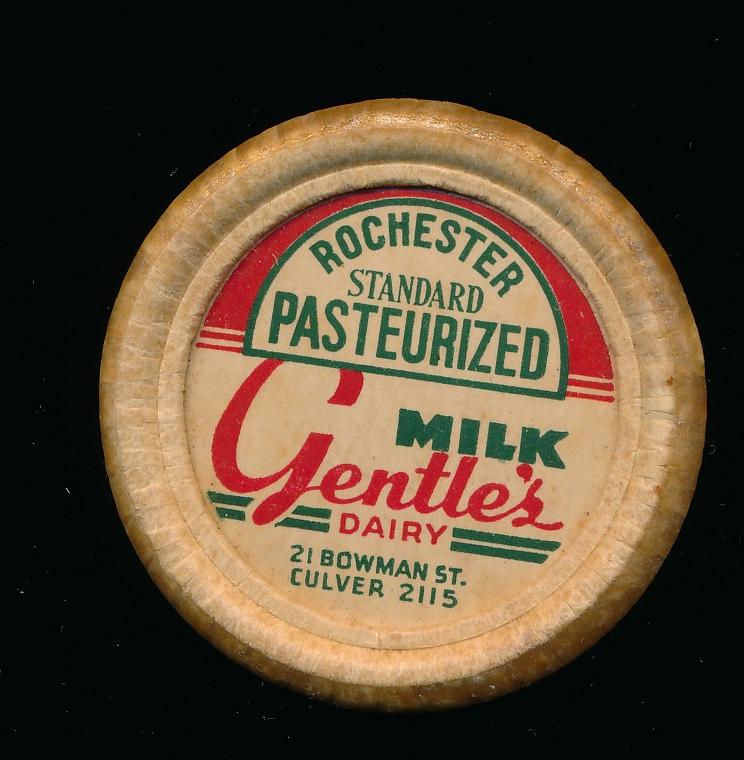 ROCHESTER
STANDARD
PASTEURIZED
MILK
Gentle's
DAIRY
21 BOWMAN ST.
CULVER 2115